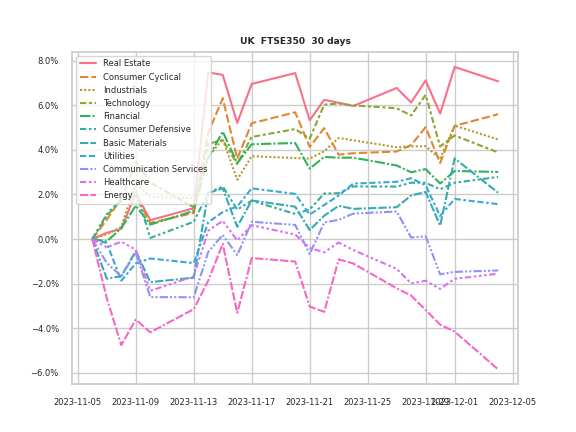 UK FTSE350 30 days
8.0%
6.0%
4.0%
2.0%
0.0%
−2.0%
−4.0%
−6.0%
Real Estate
Consumer Cyclical
Industrials
Technology
Financial
Consumer Defensive
Basic Materials
Utilities
Communication Services
Healthcare
Energy
2023-11-05 2023-11-09 2023-11-13 2023-11-17 2023-11-21 2023-11-25 2023-11-29 2023-12-01 2023-12-05